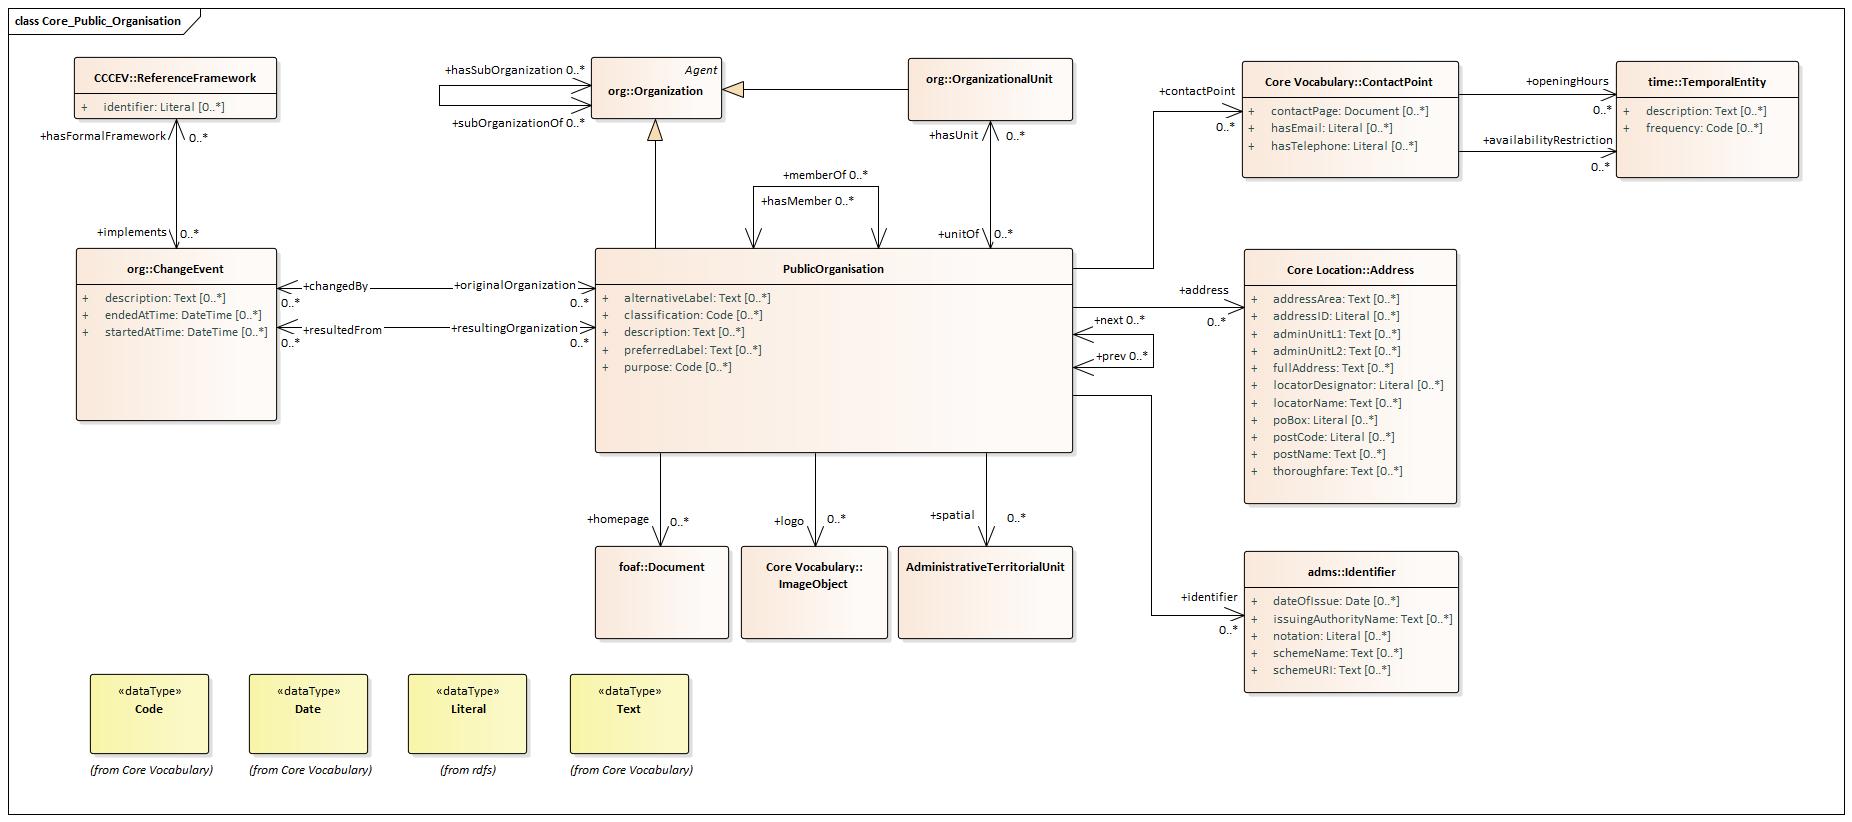 class Core_Public_Organisation
CCCEV::ReferenceFramework
+ identifier: Literal [0..*]
+hasFormalFramework 0..*
+implements 0..*
org::ChangeEvent
+ description: Text [0..*]
+ endedAtTime: DateTime [0..*]
+ startedAtTime: DateTime [0..*]
+changedBy
0..*
+originalOrganization
0..*
+resultedFrom
0..*
+resultingOrganization
0..*
+hasSubOrganization 0..*
+subOrganizationOf 0..*
Agent
org::Organization
org::OrganizationalUnit
+hasUnit 0..*
+unitOf 0..*
+memberOf 0..*
+hasMember 0..*
PublicOrganisation
+ alternativeLabel: Text [0..*]
+ classification: Code [0..*]
+ description: Text [0..*]
+ preferredLabel: Text [0..*]
+ purpose: Code [0..*]
+contactPoint
0..*
Core Vocabulary::ContactPoint
+ contactPage: Document [0..*]
+ hasEmail: Literal [0..*]
+ hasTelephone: Literal [0..*]
+openingHours
0..*
+availabilityRestriction
0..*
time::TemporalEntity
+ description: Text [0..*]
+ frequency: Code [0..*]
+address
0..*
+next 0..*
+prev 0..*
Core Location::Address
+ addressArea: Text [0..*]
+ addressID: Literal [0..*]
+ adminUnitL1: Text [0..*]
+ adminUnitL2: Text [0..*]
+ fullAddress: Text [0..*]
+ locatorDesignator: Literal [0..*]
+ locatorName: Text [0..*]
+ poBox: Literal [0..*]
+ postCode: Literal [0..*]
+ postName: Text [0..*]
+ thoroughfare: Text [0..*]
+identifier
0..*
adms::Identifier
+ dateOfIssue: Date [0..*]
+ issuingAuthorityName: Text [0..*]
+ notation: Literal [0..*]
+ schemeName: Text [0..*]
+ schemeURI: Text [0..*]
+homepage 0..*
+logo 0..*
+spatial 0..*
foaf::Document
Core Vocabulary::
ImageObject
AdministrativeTerritorialUnit
«dataType»
Code
(from Core Vocabulary)
«dataType»
Date
(from Core Vocabulary)
«dataType»
Literal
(from rdfs)
«dataType»
Text
(from Core Vocabulary)